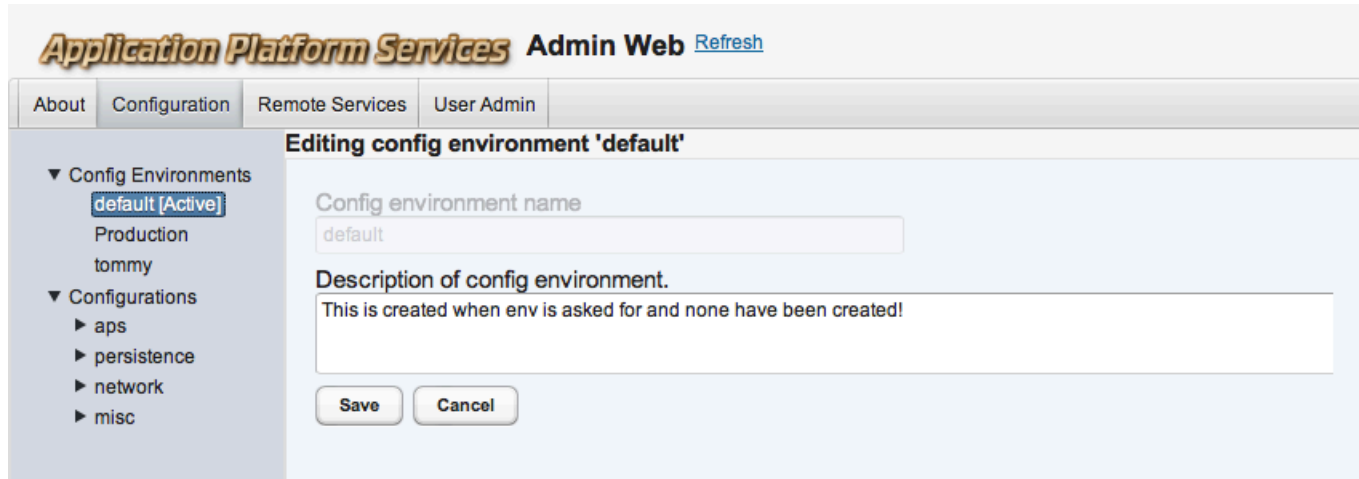 Application Platform Services Admin Web Refresh
About Configuration Remote Services User Admin
Editing config environment 'default'
Config Environments
default [Active]
Production
tommy
Configurations
aps
persistence
network
misc
Config environment name
default
Description of config environment.
This is created when env is asked for and none have been created!
Save Cancel